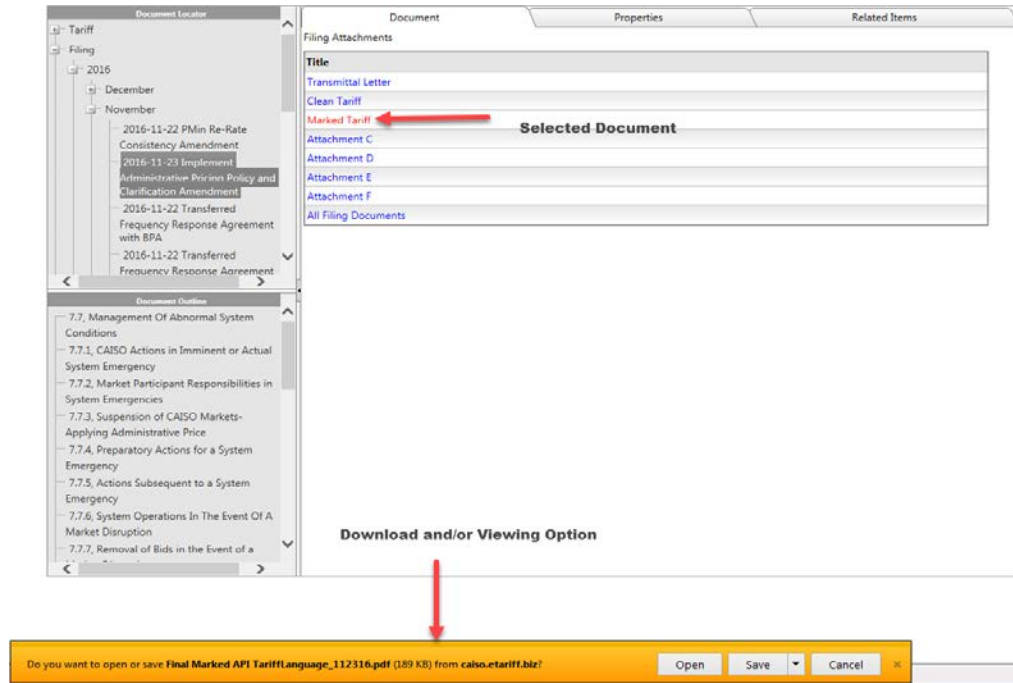 Document Locator
Tariff
Filing
2016
December
November
2016-11-22 PMin Re-Rate
Consistency Amendment
2016-11-23 Implement
Administrative Pricing Policy and
Clarification Amendment
2016-11-22 Transferred
Frequency Response Agreement
with BPA
2016-11-22 Transferred
Frequency Response Agreement
Document Outline
7.7, Management Of Abnormal System
Conditions
7.7.1, CAISO Actions in Imminent or Actual
System Emergency
7.7.2, Market Participant Responsibilities in
System Emergencies
7.7.3, Suspension of CAISO Markets-
Applying Administrative Price
7.7.4, Preparatory Actions for a System
Emergency
7.7.5, Actions Subsequent to a System
Emergency
7.7.6, System Operations In The Event Of A
Market Disruption
7.7.7, Removal of Bids in the Event of a
Document
Properties
Related Items
Filing Attachments
Title
Transmittal Letter
Clean Tariff
Marked Tariff
Selected Document
Attachment C
Attachment D
Attachment E
Attachment F
All Filing Documents
Download and/or Viewing Option
Do you want to open or save Final Marked API TariffLanguage_112316.pdf (189 KB) from caiso.etariff.biz?
Open
Save
Cancel